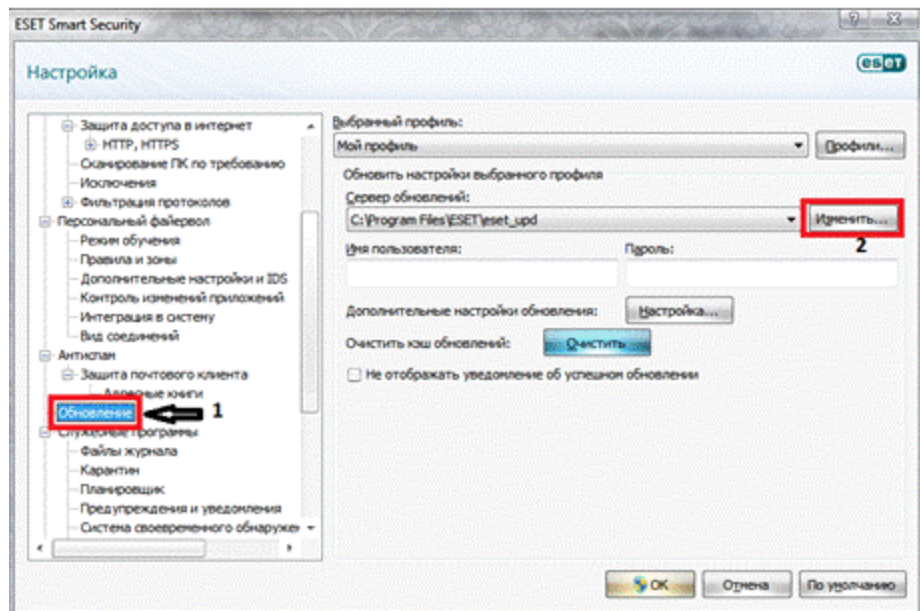 ESET Smart Security
Настройка
eset
Защита доступа в интернет
HTTP, HTTPS
Сканирование ПК по требованию
Исключения
Фильтрация протоколов
Персональный файервол
Режим обучения
Правила и зоны
Дополнительные настройки и IDS
Контроль изменений приложений
Интеграция в систему
Вид соединений
Антиспам
Защита почтового клиента
Адресные книги
Обновление
1
Служебные программы
Файлы журнала
Карантин
Планировщик
Предупреждения и уведомления
Система своевременного обнаружен
Выбранный профиль:
Мой профиль
Профили...
Обновить настройки выбранного профиля
Сервер обновлений:
C:\Program Files\ESET\eset_upd
Изменить...
2
Имя пользователя:
Пароль:
Дополнительные настройки обновления:
Настройка...
Очистить кэш обновлений:
Очистить
Не отображать уведомление об успешном обновлении
OK
Отмена
По умолчанию